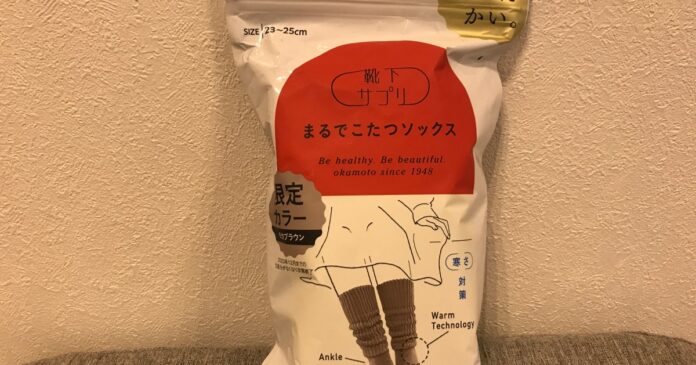 かい。
SIZE 23~25cm
靴下
サプリ
まるでこたつソックス
Be healthy. Be beautiful.
okamoto since 1948
限定
カラー
寒さ
対策
Warm
Technology
Ankle